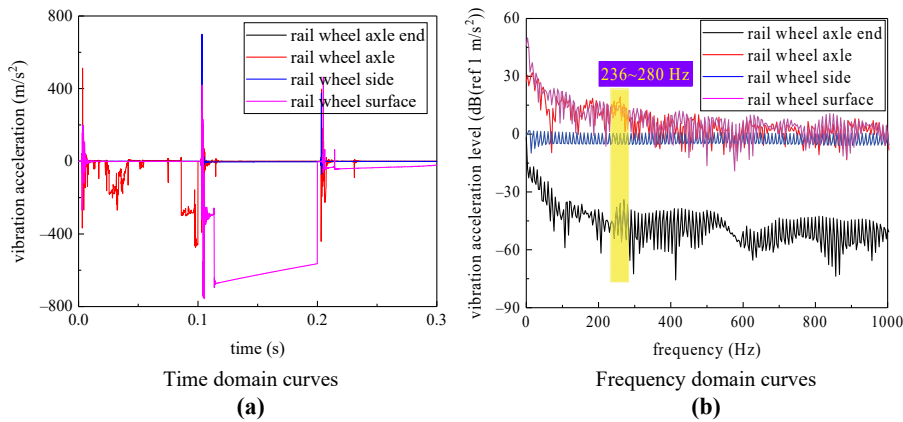 800
400
0
−400
−800
vibration acceleration (m/s²)
rail wheel axle end
rail wheel axle
rail wheel side
rail wheel surface
0.0 0.1 0.2 0.3
time (s)
Time domain curves
(a)
60
30
0
−30
−60
−90
vibration acceleration level (dB(ref 1 m/s²))
rail wheel axle end
rail wheel axle
rail wheel side
rail wheel surface
236~280 Hz
0 200 400 600 800 1000
frequency (Hz)
Frequency domain curves
(b)